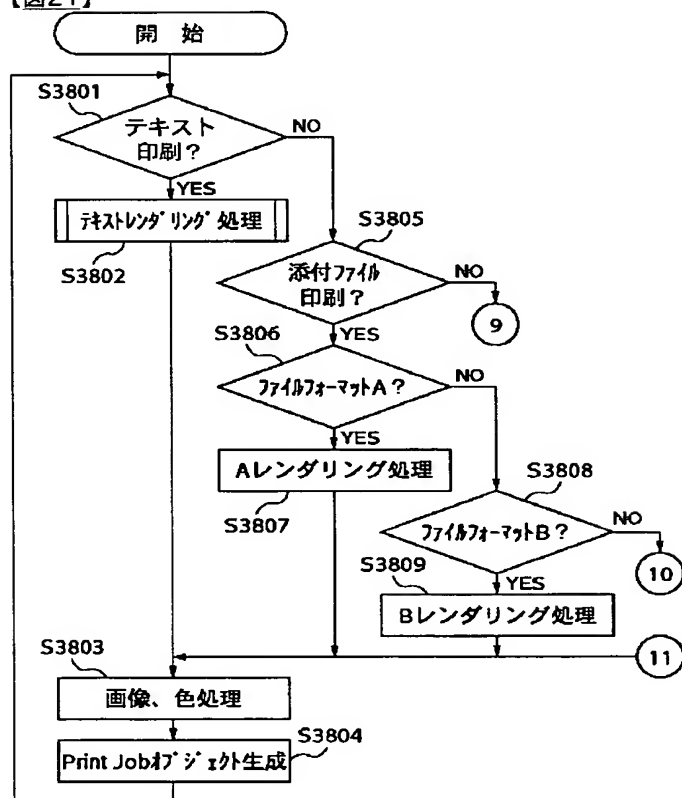 【図21】
開 始
S3801
テキスト
印刷?
NO
YES
テキストレンダリング 処理
S3802
S3805
添付ファイル
印刷?
NO
9
YES
S3806
ファイルフォーマットA?
NO
YES
Aレンダリング処理
S3807
S3808
ファイルフォーマットB?
NO
10
YES
S3809
Bレンダリング処理
11
S3803
画像、色処理
S3804
Print Jobオブジェクト生成